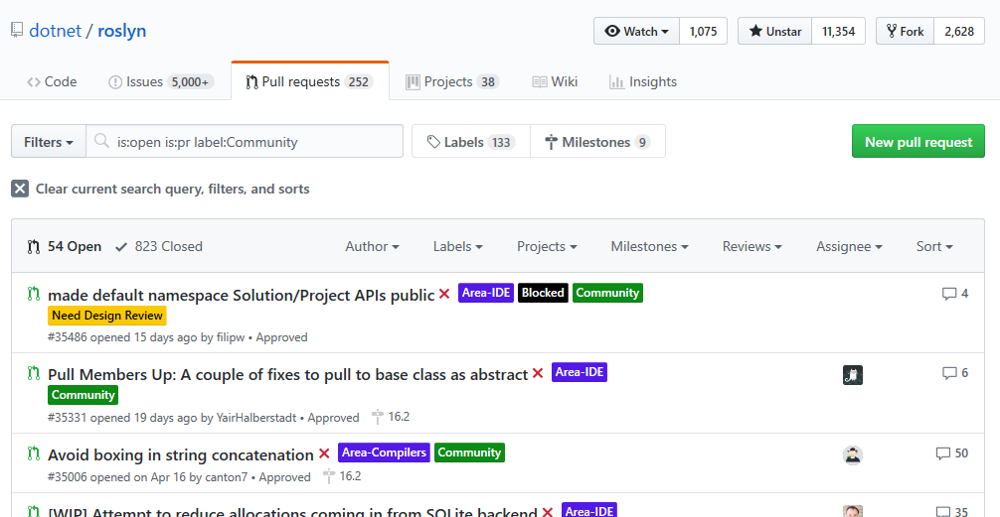 dotnet / roslyn
Watch 1,075 Unstar 11,354 Fork 2,628
Code Issues 5,000+ Pull requests 252 Projects 38 Wiki Insights
Filters is:open is:pr label:Community Labels 133 Milestones 9 New pull request
Clear current search query, filters, and sorts
54 Open 823 Closed Author Labels Projects Milestones Reviews Assignee Sort
made default namespace Solution/Project APIs public Area-IDE Blocked Community 4
Need Design Review
#35486 opened 15 days ago by filipw • Approved
Pull Members Up: A couple of fixes to pull to base class as abstract Area-IDE 6
Community
#35331 opened 19 days ago by YairHalberstadt • Approved 16.2
Avoid boxing in string concatenation Area-Compilers Community 50
#35006 opened on Apr 16 by canton7 • Approved 16.2
[WIP] Attempt to reduce allocations coming in from SQLite backend Area-IDE 35